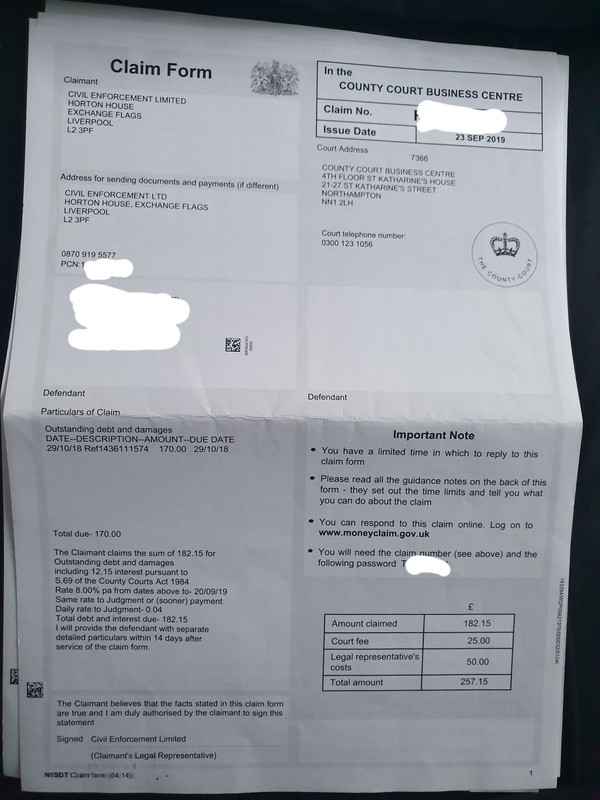 Claim Form
Claimant
CIVIL ENFORCEMENT LIMITED
HORTON HOUSE
EXCHANGE FLAGS
LIVERPOOL
L2 3PF
Address for sending documents and payments (if different)
CIVIL ENFORCEMENT LTD
HORTON HOUSE, EXCHANGE FLAGS
LIVERPOOL
L2 3PF
0870 919 5577
PCN:1
Defendant
In the
COUNTY COURT BUSINESS CENTRE
Claim No.
Issue Date 23 SEP 2019
Court Address
7366
COUNTY COURT BUSINESS CENTRE
4TH FLOOR ST KATHARINE'S HOUSE
21-27 ST KATHARINE'S STREET
NORTHAMPTON
NN1 2LH
Court telephone number:
0300 123 1056
THE COUNTY COURT
Defendant
Particulars of Claim
Outstanding debt and damages
DATE--DESCRIPTION--AMOUNT--DUE DATE
29/10/18 Ref1436111574 170.00 29/10/18
Total due- 170.00
The Claimant claims the sum of 182.15 for
Outstanding debt and damages
including 12.15 interest pursuant to
S.69 of the County Courts Act 1984
Rate 8.00% pa from dates above to- 20/09/19
Same rate to Judgment or (sooner) payment
Daily rate to Judgment- 0.04
Total debt and interest due- 182.15
I will provide the defendant with separate
detailed particulars within 14 days after
service of the claim form.
The Claimant believes that the facts stated in this claim form
are true and I am duly authorised by the claimant to sign this
statement
Signed Civil Enforcement Limited
(Claimant's Legal Representative)
Claim form (04:14)
Important Note
• You have a limited time in which to reply to this
claim form
• Please read all the guidance notes on the back of this
form - they set out the time limits and tell you what
you can do about the claim
• You can respond to this claim online. Log on to
www.moneyclaim.gov.uk
• You will need the claim number (see above) and the
following password T
£
Amount claimed 182.15
Court fee 25.00
Legal representative's
costs 50.00
Total amount 257.15
1